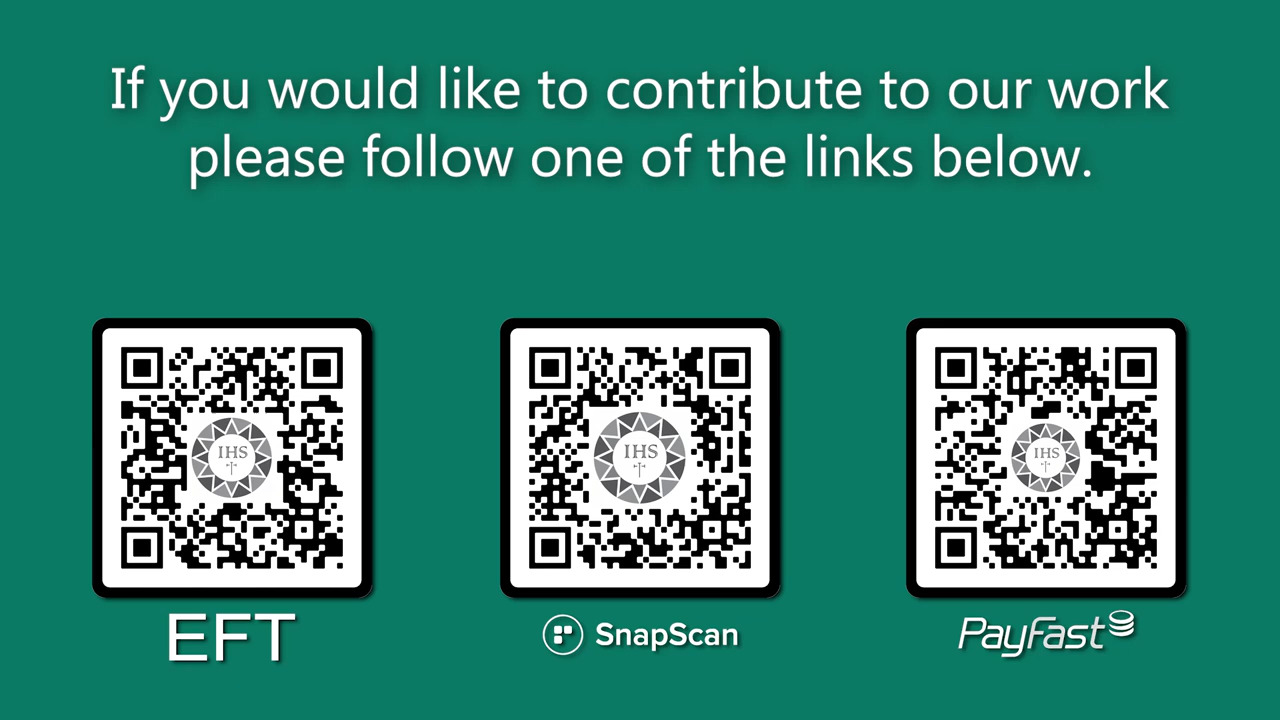 If you would like to contribute to our work
please follow one of the links below.
IHS
IHS
IHS
EFT
SnapScan
PayFast